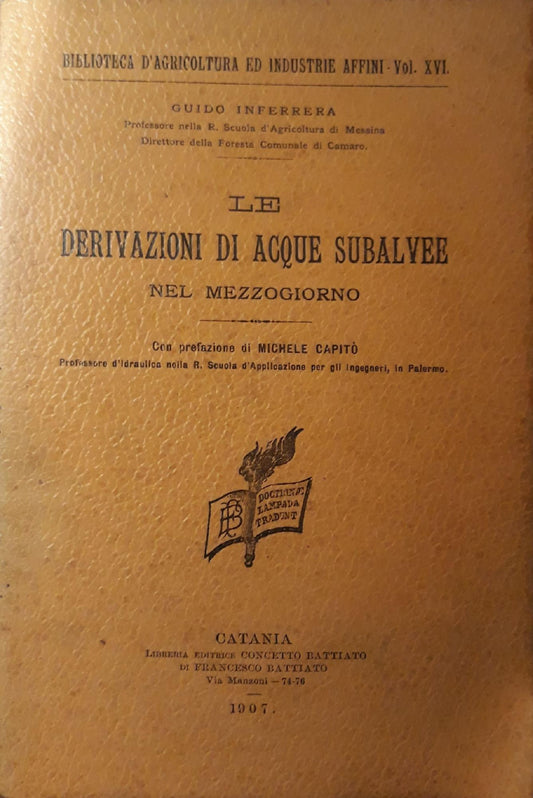 BIBLIOTECA D'AGRICOLTURA ED INDUSTRIE AFFINI - Vol. XVI.
GUIDO INFERRERA
Professore nella R. Scuola d'Agricoltura di Messina
Direttore della Foresta Comunale di Camaro.
LE
DERIVAZIONI DI ACQUE SUBALVEE
NEL MEZZOGIORNO
Con prefazione di MICHELE CAPITÒ
Professore d'Idraulica nella R. Scuola d'Applicazione per gli Ingegneri, in Palermo.
DOCTRINÆ
LAMPADA
TRADUNT
CATANIA
LIBRERIA EDITRICE CONCETTO BATTIATO
DI FRANCESCO BATTIATO
Via Manzoni — 74-76
1907.